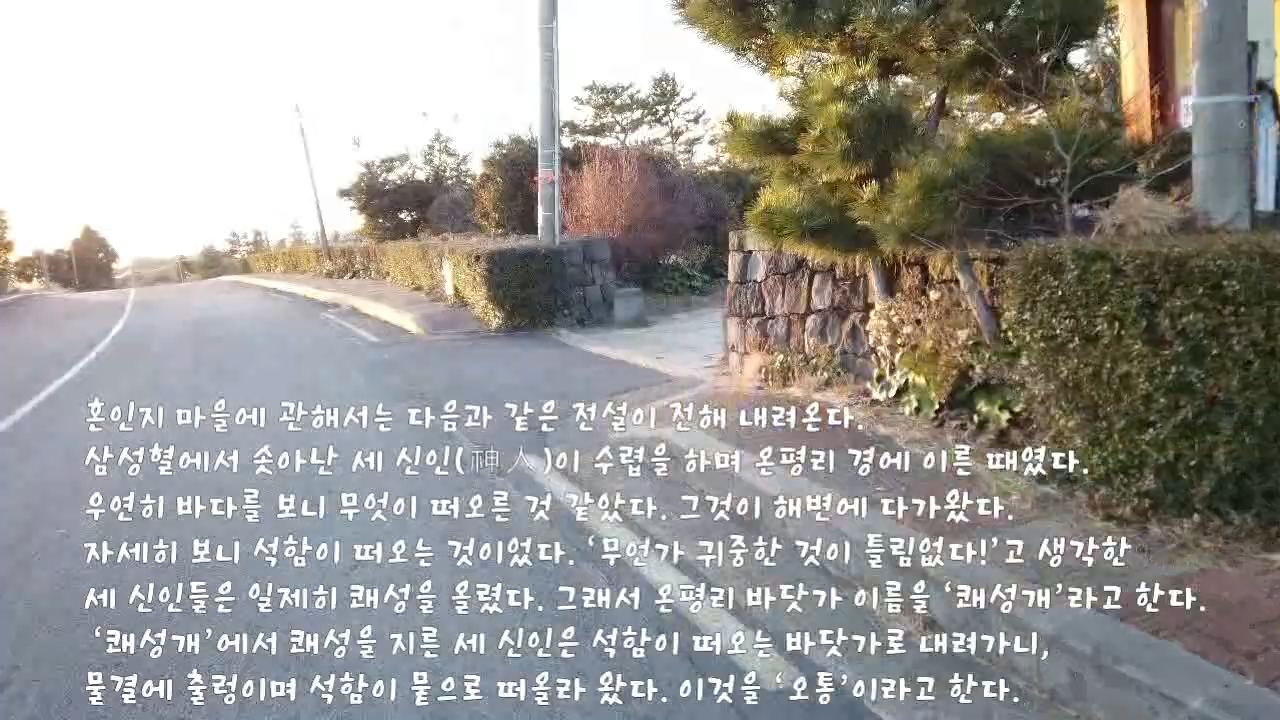 혼인지 마을에 관해서는 다음과 같은 전설이 전해 내려온다.
삼성혈에서 솟아난 세 신인(神人)이 수렵을 하며 온평리 경에 이른 때였다.
우연히 바다를 보니 무엇이 떠오른 것 같았다. 그것이 해변에 다가왔다.
자세히 보니 석함이 떠오는 것이었다. ‘무언가 귀중한 것이 틀림없다!’고 생각한
세 신인들은 일제히 쾌성을 올렸다. 그래서 온평리 바닷가 이름을 ‘쾌성개’라고 한다.
‘쾌성개’에서 쾌성을 지른 세 신인은 석함이 떠오는 바닷가로 내려가니,
물결에 출렁이며 석함이 뭍으로 떠올라 왔다. 이것을 ‘오통’이라고 한다.